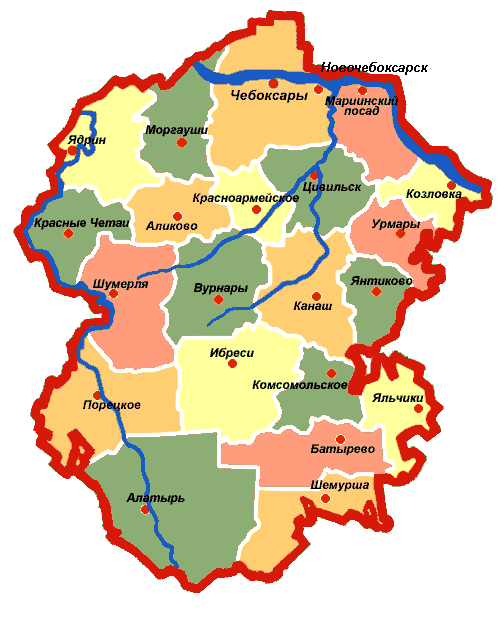 Новочебоксарск
Чебоксары
Мариинский
посад
Моргауши
Ядрин
Цивильск
Козловка
Красноармейское
Красные Четаи
Аликово
Урмары
Шумерля
Вурнары
Янтиково
Канаш
Ибреси
Комсомольское
Яльчики
Порецкое
Батырево
Шемурша
Алатырь